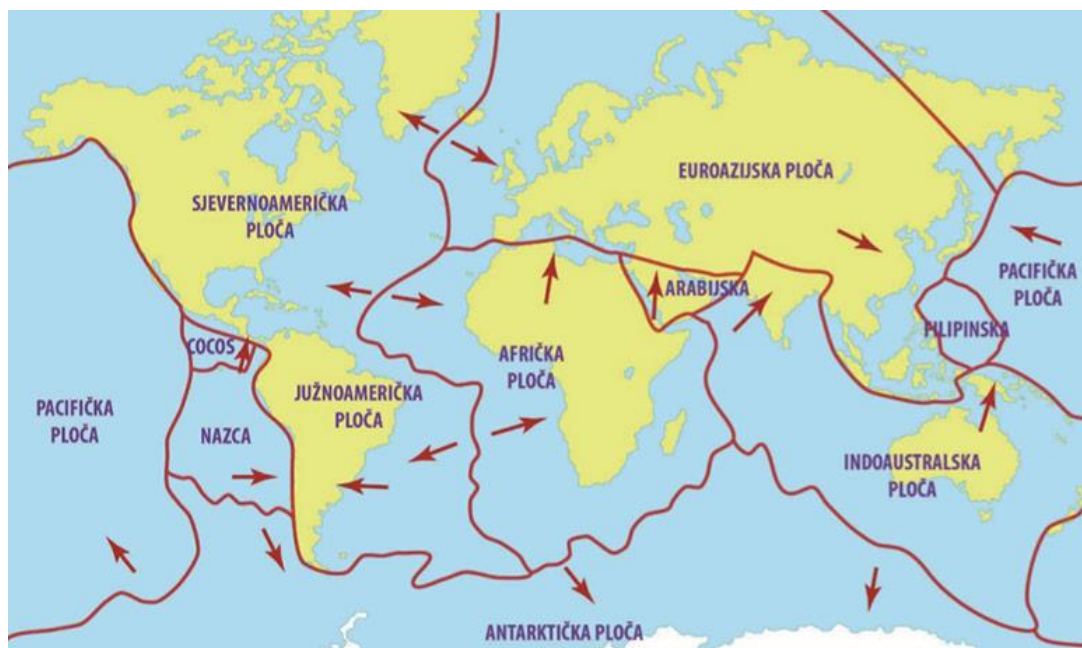 SJEVERNOAMERIČKA
PLOČA
EUROAZIJSKA PLOČA
PACIFIČKA
PLOČA
ARABIJSKA
FILIPINSKA
COCOS
AFRIČKA
PLOČA
JUŽNOAMERIČKA
PLOČA
PACIFIČKA
PLOČA
NAZCA
INDOAUSTRALSKA
PLOČA
ANTARKTIČKA PLOČA